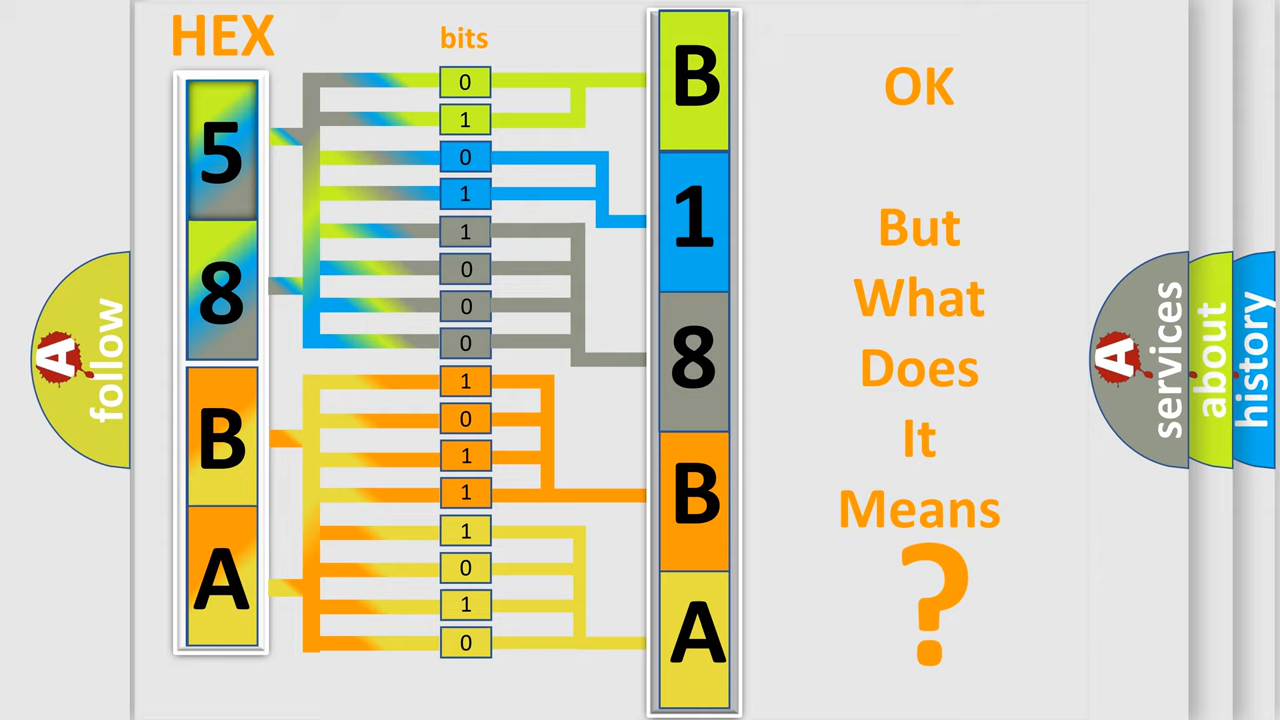 HEX
bits
5
8
B
A
0
1
0
1
1
0
0
0
1
0
1
1
1
0
1
0
B
1
8
B
A
OK
But
What
Does
It
Means
?
A follow
A services
about
history